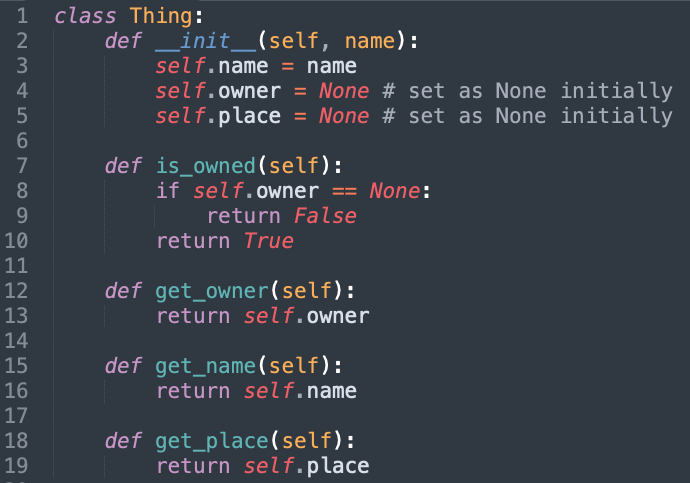 1 class Thing:
2     def __init__(self, name):
3         self.name = name
4         self.owner = None # set as None initially
5         self.place = None # set as None initially
6
7     def is_owned(self):
8         if self.owner == None:
9             return False
10         return True
11
12     def get_owner(self):
13         return self.owner
14
15     def get_name(self):
16         return self.name
17
18     def get_place(self):
19         return self.place